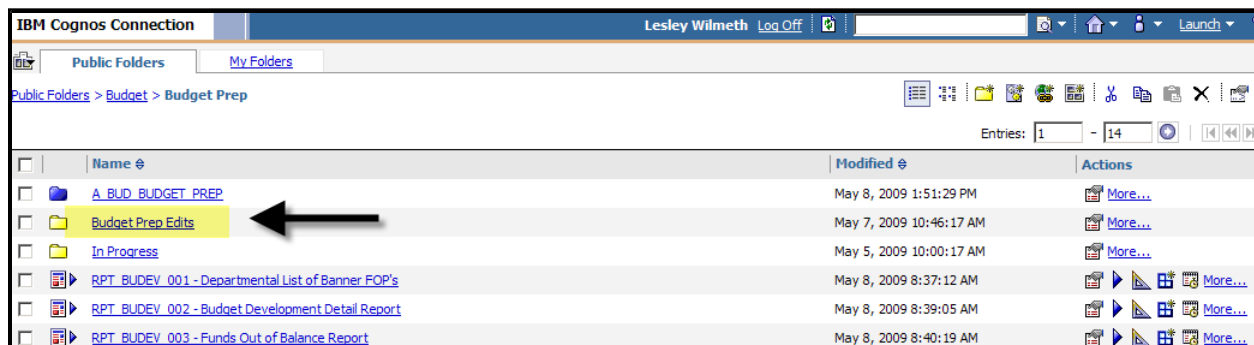 IBM Cognos Connection Lesley Wilmeth Log Off Launch
Public Folders My Folders
Public Folders > Budget > Budget Prep
Entries: 1 - 14
Name Modified Actions
A_BUD_BUDGET_PREP May 8, 2009 1:51:29 PM More...
Budget Prep Edits May 7, 2009 10:46:17 AM More...
In Progress May 5, 2009 10:00:17 AM More...
RPT_BUDEV_001 - Departmental List of Banner FOP's May 8, 2009 8:37:12 AM More...
RPT_BUDEV_002 - Budget Development Detail Report May 8, 2009 8:39:05 AM More...
RPT_BUDEV_003 - Funds Out of Balance Report May 8, 2009 8:40:19 AM More...